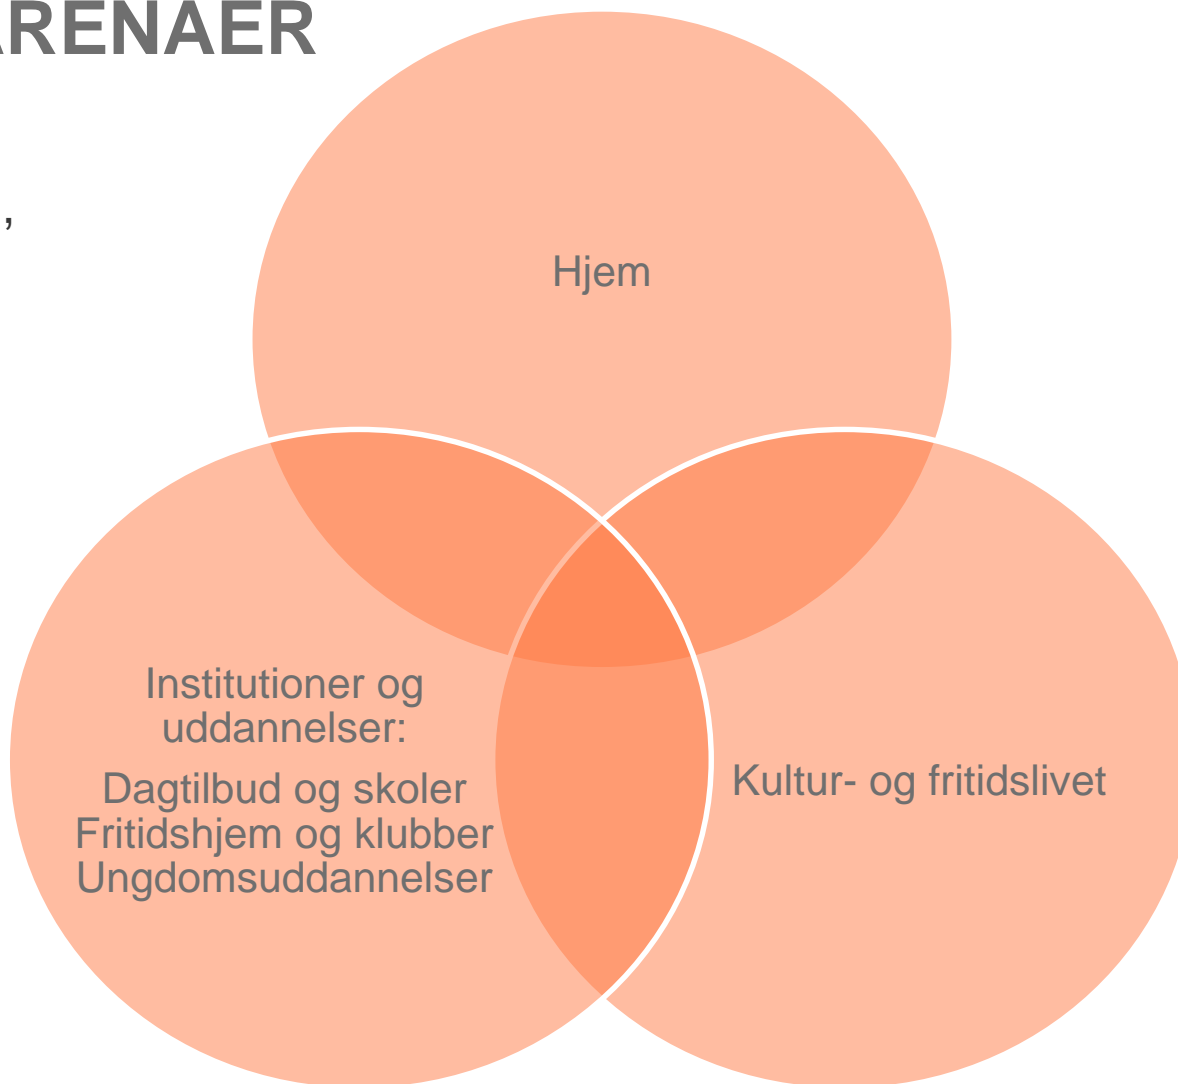 ARENAER
,
Hjem
Institutioner og
uddannelser:
Dagtilbud og skoler
Fritidshjem og klubber
Ungdomsuddannelser
Kultur- og fritidslivet